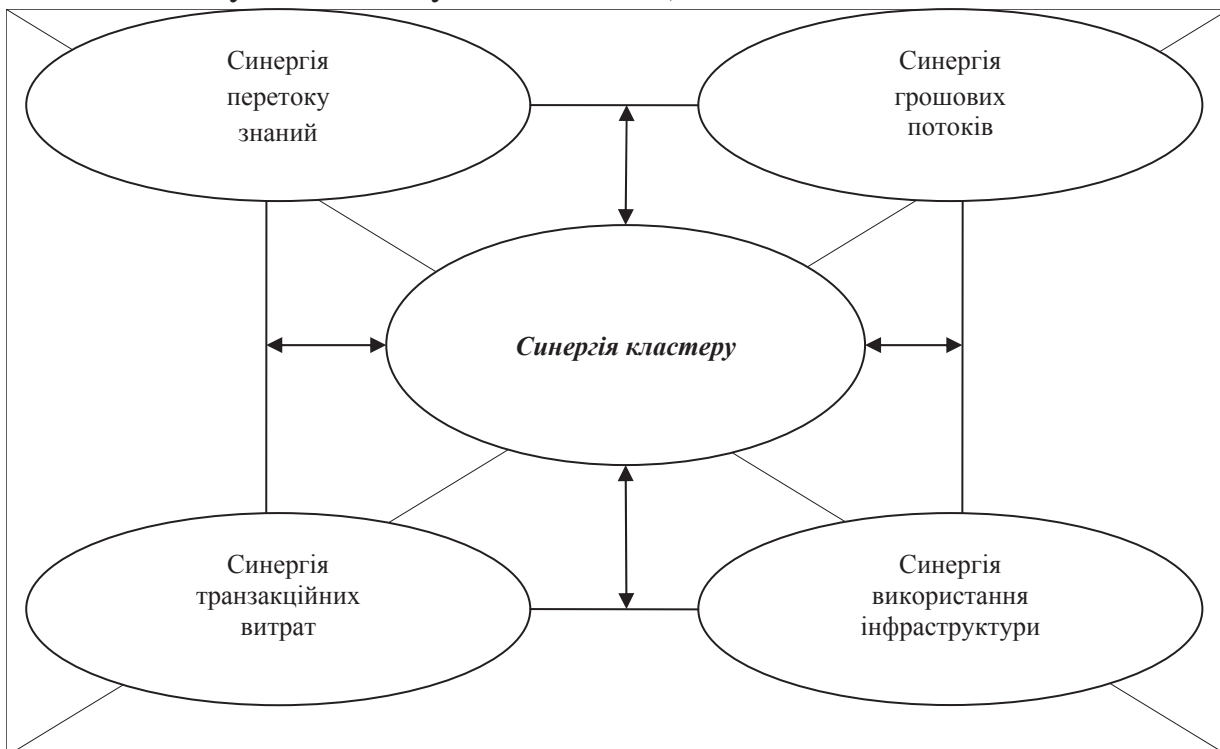 Синергія
перетоку
знаний
Синергія
грошових
потоків
Синергія кластеру
Синергія
транзакційних
витрат
Синергія
використання
інфраструктури